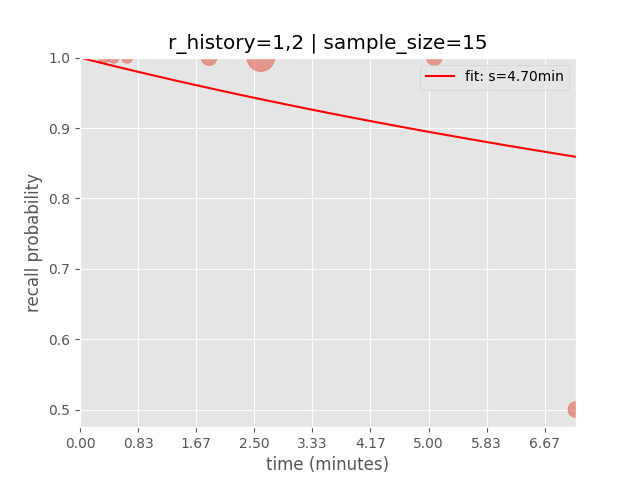 r_history=1,2 | sample_size=15
fit: s=4.70min
recall probability
1.0
0.9
0.8
0.7
0.6
0.5
0.00 0.83 1.67 2.50 3.33 4.17 5.00 5.83 6.67
time (minutes)